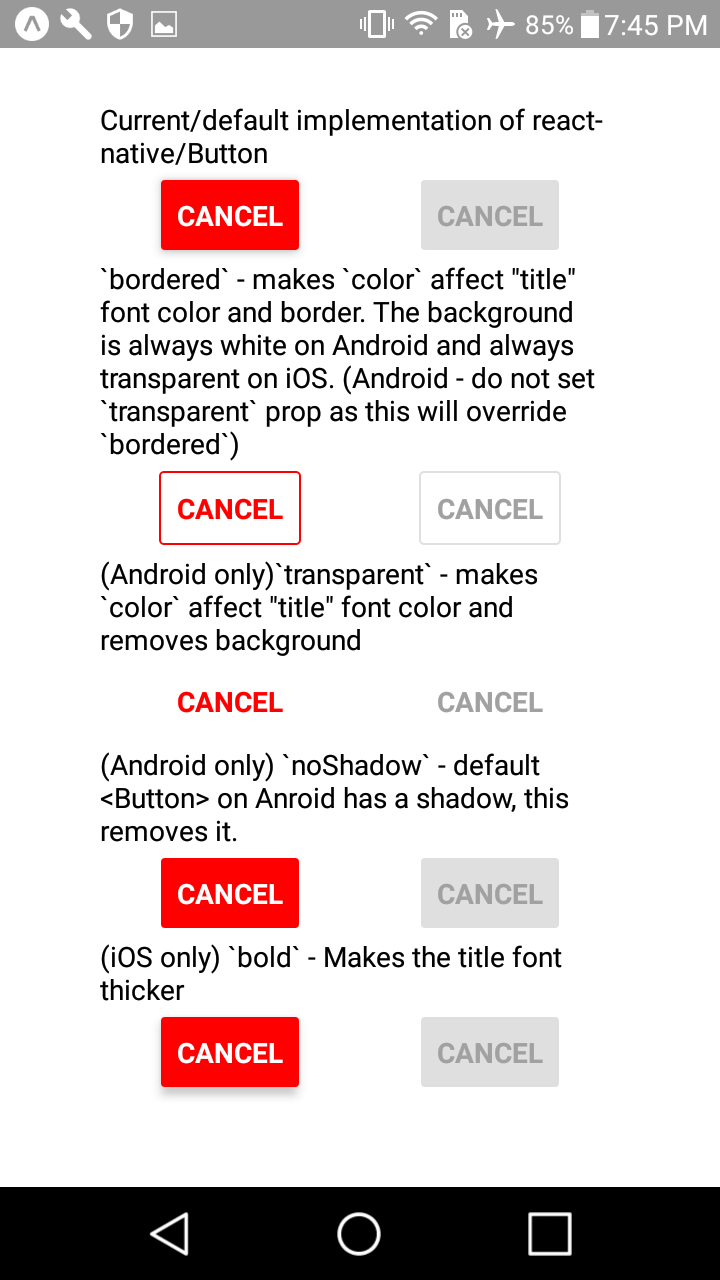 85% 7:45 PM
Current/default implementation of react-
native/Button
CANCEL CANCEL
`bordered` - makes `color` affect "title"
font color and border. The background
is always white on Android and always
transparent on iOS. (Android - do not set
`transparent` prop as this will override
`bordered`)
CANCEL CANCEL
(Android only)`transparent` - makes
`color` affect "title" font color and
removes background
CANCEL CANCEL
(Android only) `noShadow` - default
<Button> on Anroid has a shadow, this
removes it.
CANCEL CANCEL
(iOS only) `bold` - Makes the title font
thicker
CANCEL CANCEL